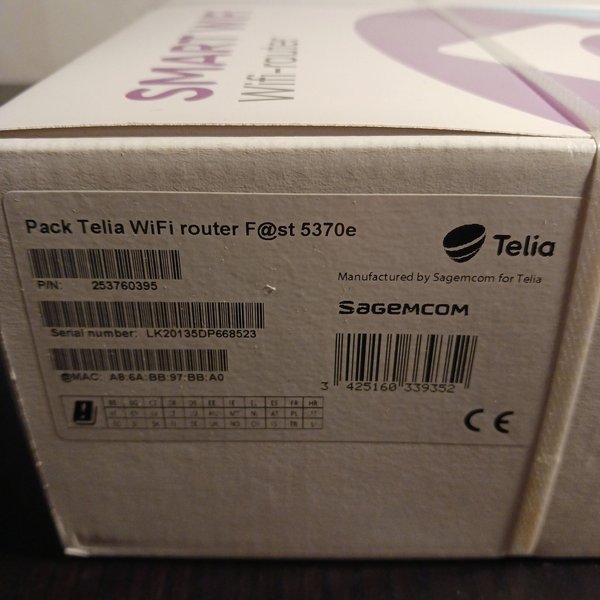 SMART WiFi
Wifi-router
Pack Telia WiFi router F@st 5370e
Telia
P/N: 253760395
Manufactured by Sagemcom for Telia
Serial number: LK20135DP668523
SAGEMCOM
@MAC: A8:6A:BB:97:BB:A0
3 425160 339352
CE